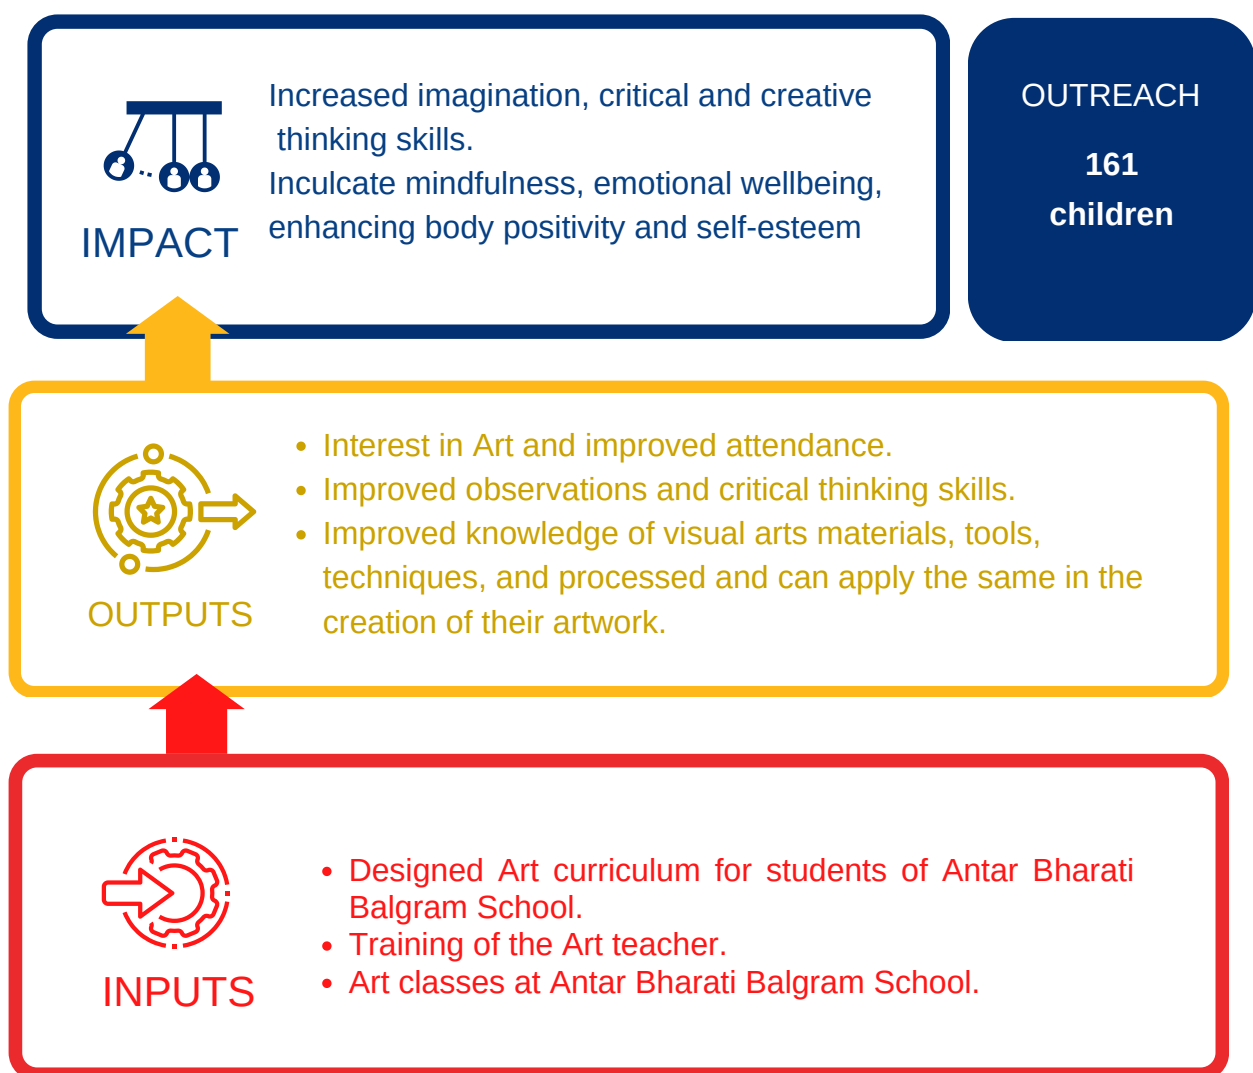 Increased imagination, critical and creative
thinking skills.
Inculcate mindfulness, emotional wellbeing,
enhancing body positivity and self-esteem
IMPACT
OUTREACH
161
children
• Interest in Art and improved attendance.
• Improved observations and critical thinking skills.
• Improved knowledge of visual arts materials, tools,
techniques, and processed and can apply the same in the
creation of their artwork.
OUTPUTS
• Designed Art curriculum for students of Antar Bharati
Balgram School.
• Training of the Art teacher.
• Art classes at Antar Bharati Balgram School.
INPUTS